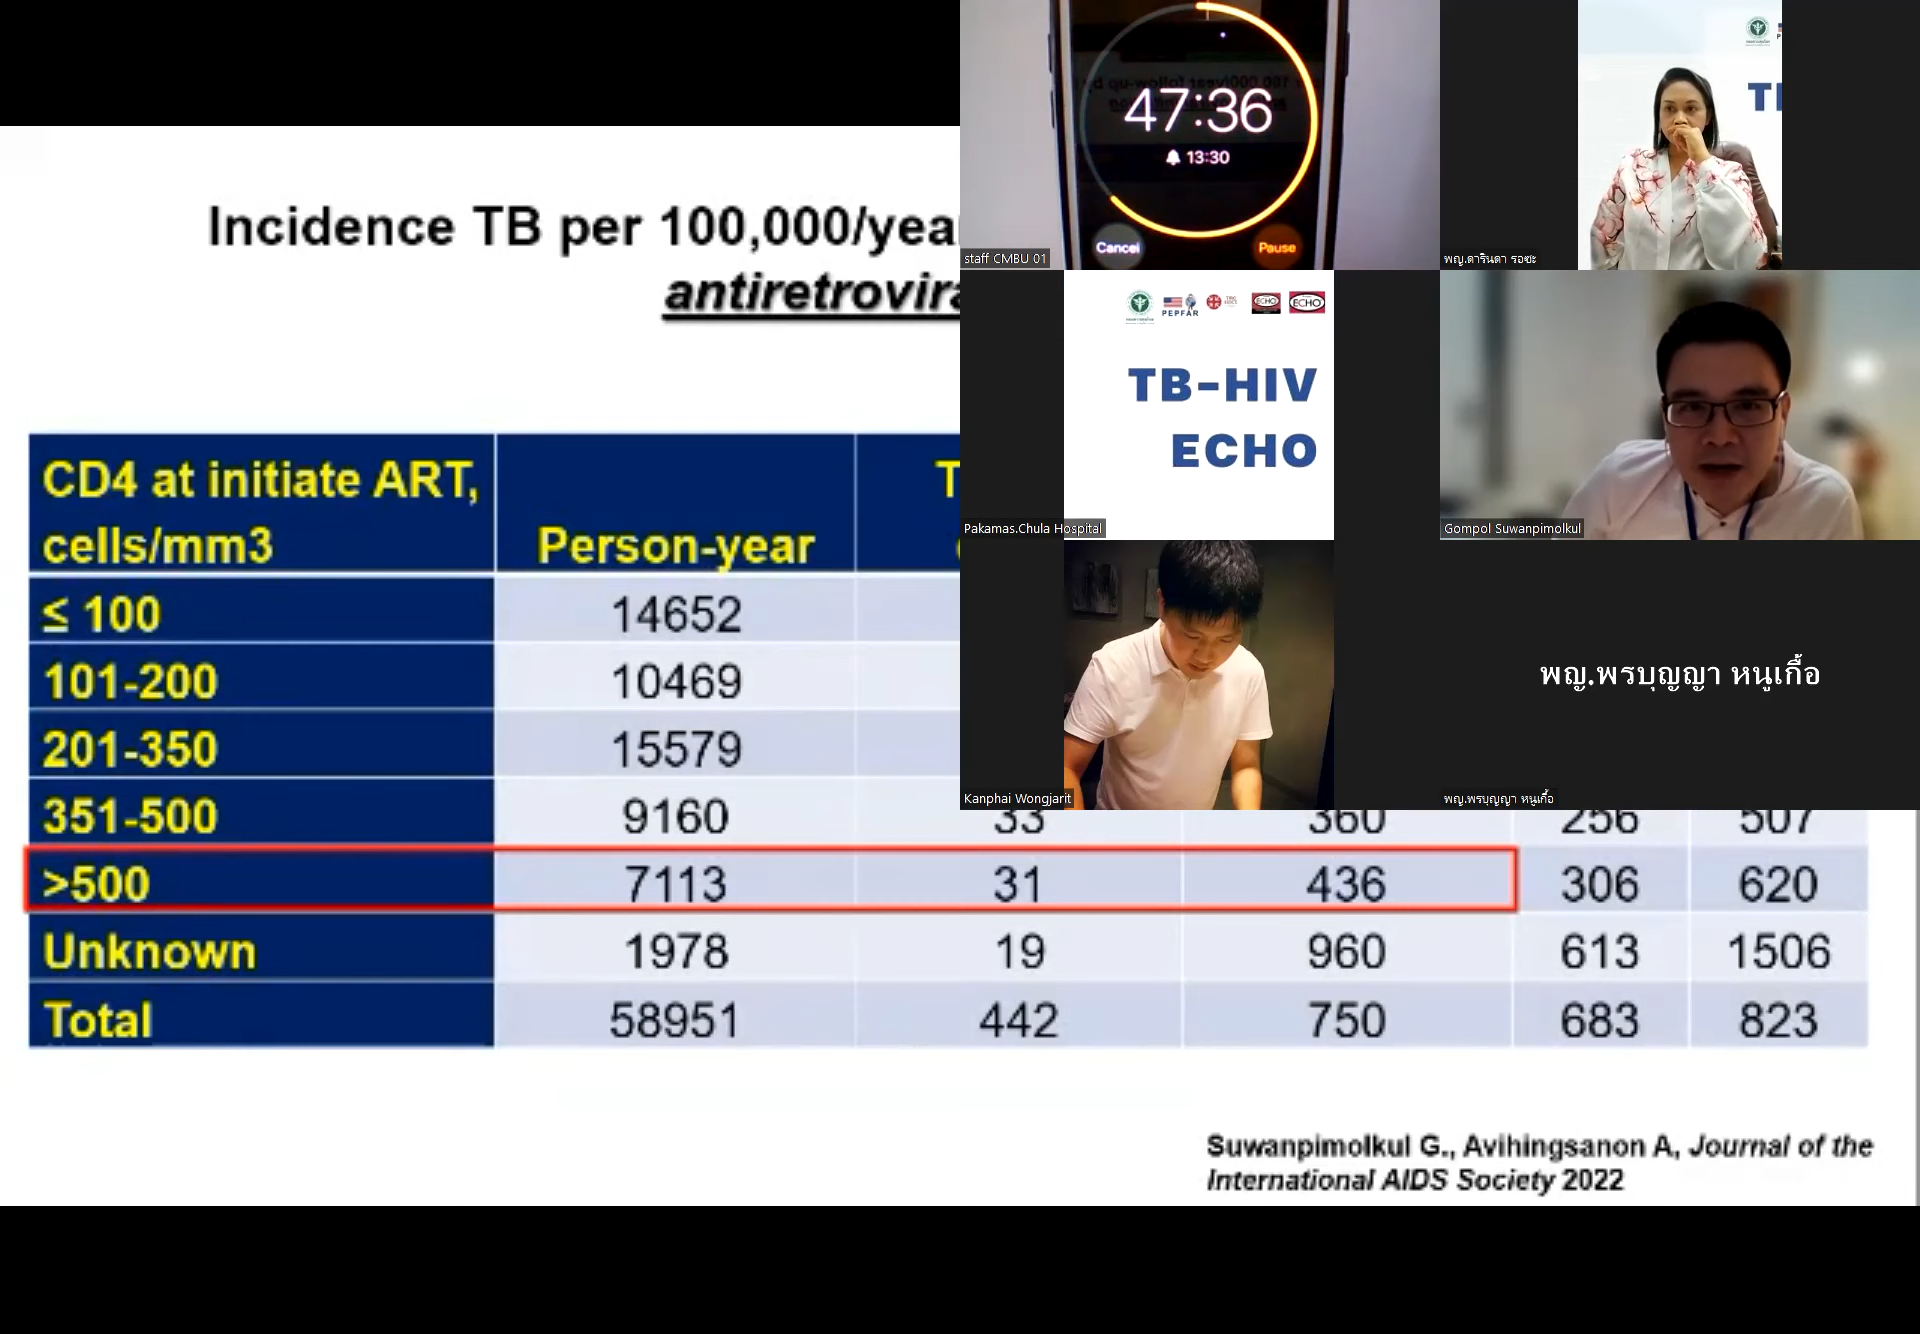 Incidence TB per 100,000/yea
antiretrovira
CD4 at initiate ART,
cells/mm3
Person-year
T
≤ 100
14652
101-200
10469
201-350
15579
351-500
9160
33
360
256
507
>500
7113
31
436
306
620
Unknown
1978
19
960
613
1506
Total
58951
442
750
683
823
Suwanpimolkul G., Avihingsanon A, Journal of the
International AIDS Society 2022
47:36
13:30
Cancel
Pause
staff CMBU 01
พญ.ดารินดา รอซะ
PEPFAR
ECHO
ECHO
TB-HIV
ECHO
Pakamas.Chula Hospital
Gompol Suwanpimolkul
Kanphai Wongjarit
พญ.พรบุญญา หนูเกื้อ
พญ.พรบุญญา หนูเกื้อ